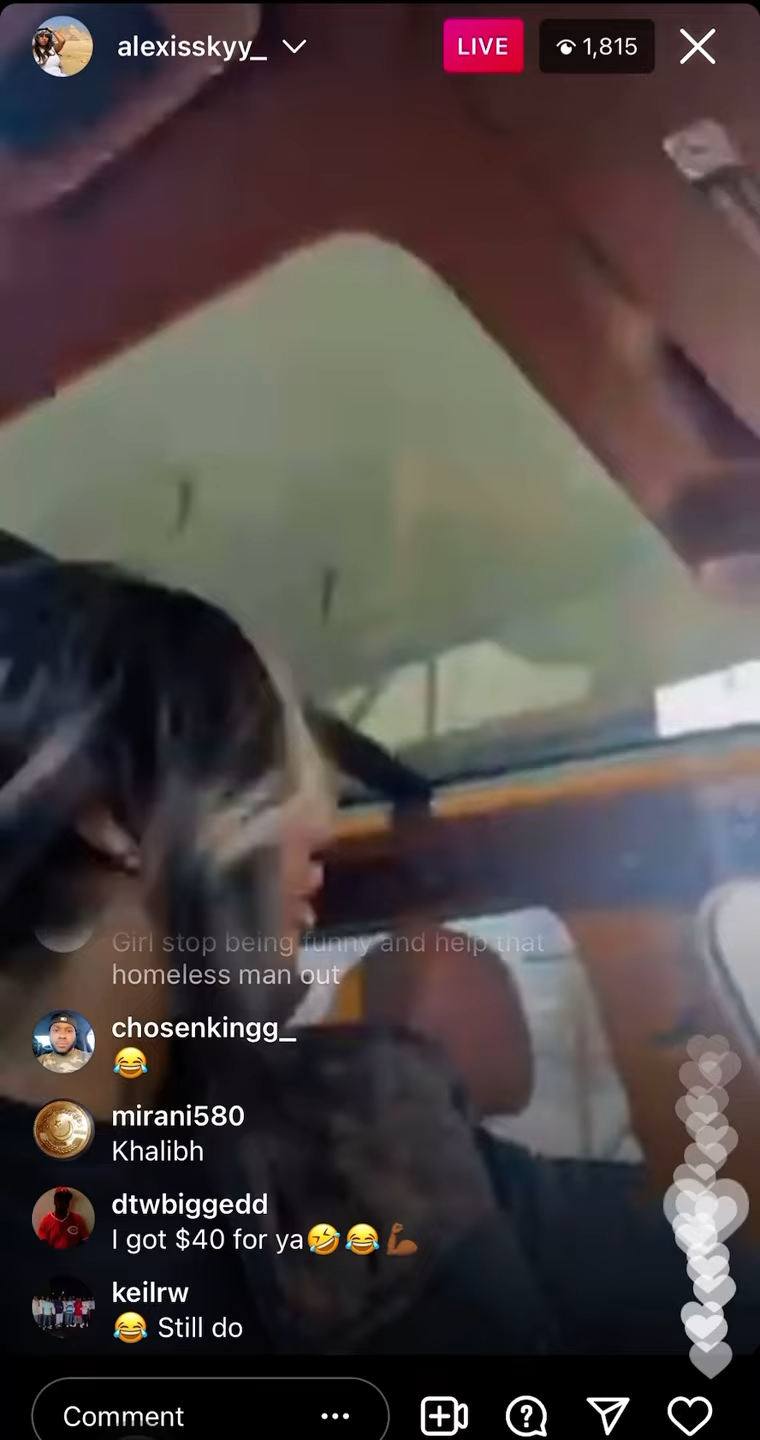 alexisskyy_
LIVE
1,815
Girl stop being funny and help that
homeless man out
chosenkingg_
😂
mirani580
Khalibh
dtwbiggedd
I got $40 for ya🤣😂💪🏾
keilrw
😂 Still do
Comment